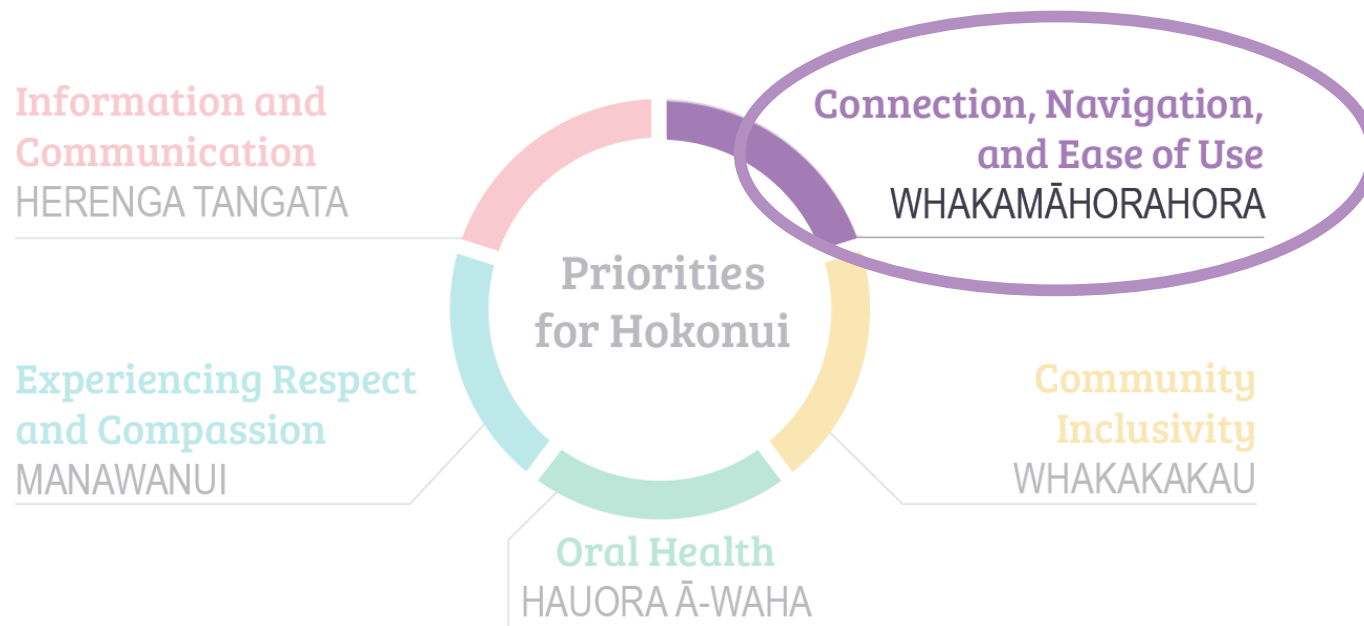 Information and
Communication
HERENGA TANGATA
Connection, Navigation,
and Ease of Use
WHAKAMĀHORAHORA
Priorities
for Hokonui
Experiencing Respect
and Compassion
MANAWANUI
Community
Inclusivity
WHAKAKAKAU
Oral Health
HAUORA Ā-WAHA